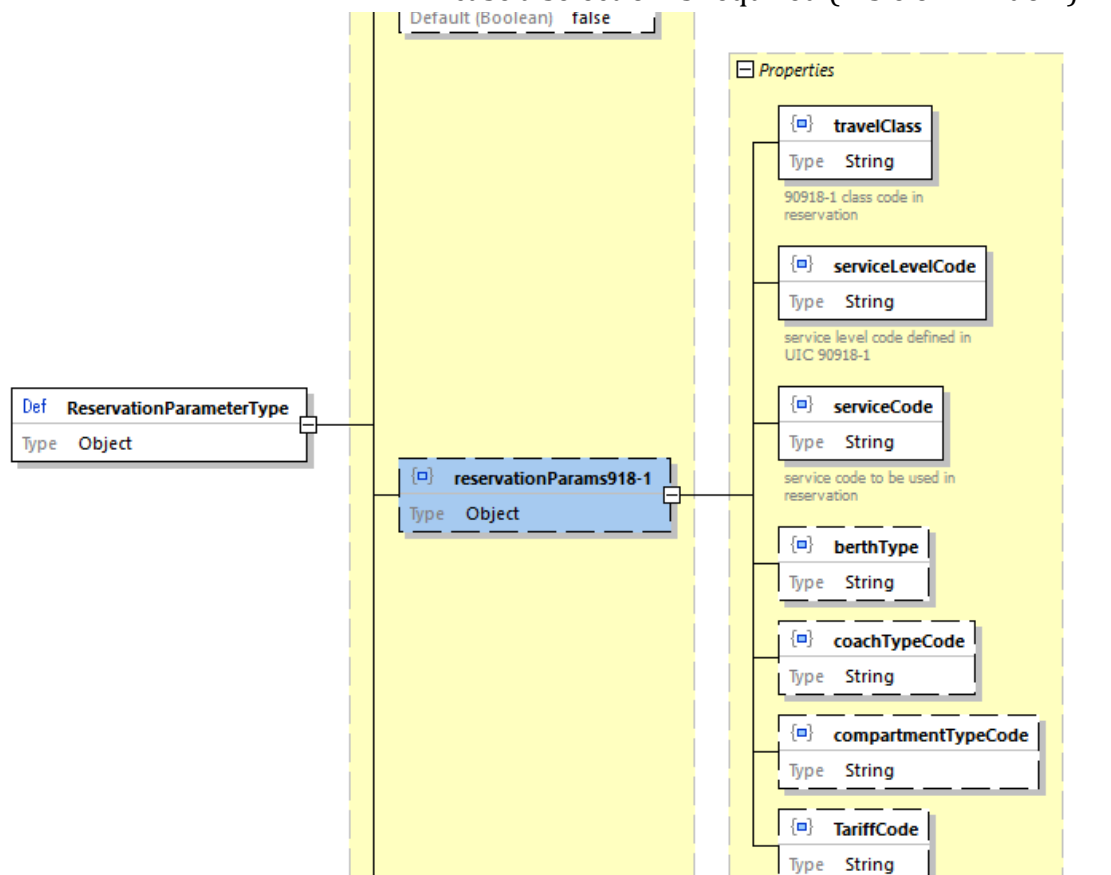 Default (Boolean) false
Properties
travelClass
Type String
90918-1 class code in
reservation
serviceLevelCode
Type String
service level code defined in
UIC 90918-1
Def ReservationParameterType
Type Object
serviceCode
Type String
service code to be used in
reservation
reservationParams918-1
Type Object
berthType
Type String
coachTypeCode
Type String
compartmentTypeCode
Type String
TariffCode
Type String